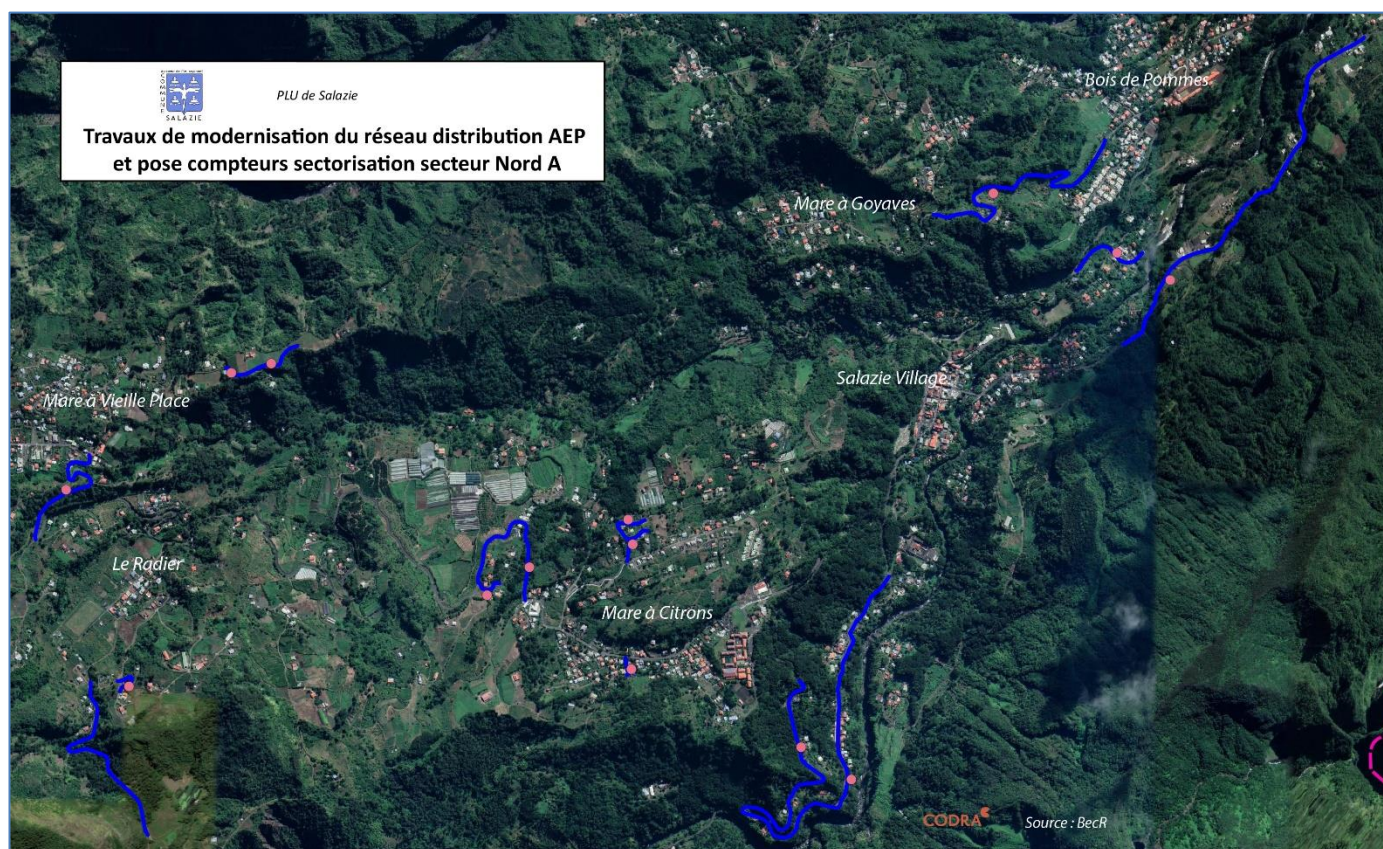 COMMUNE
SALAZIE
PLU de Salazie
Travaux de modernisation du réseau distribution AEP
et pose compteurs sectorisation secteur Nord A
Bois de Pommes
Mare à Goyaves
Salazie Village
Mare à Vieille Place
Le Radier
Mare à Citrons
CODRA
Source : BecR